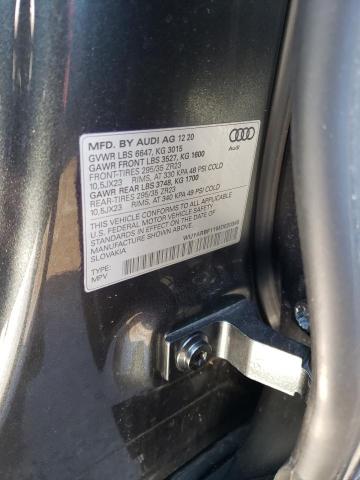 MFD. BY AUDI AG 12 20
GVWR LBS 6647, KG 3015
GAWR FRONT LBS 3527, KG 1600
FRONT-TIRES 295/35 ZR23
10,5JX23 RIMS, AT 330 KPA 48 PSI COLD
GAWR REAR LBS 3748, KG 1700
REAR-TIRES 295/35 ZR23
10,5JX23 RIMS, AT 340 KPA 49 PSI COLD
THIS VEHICLE CONFORMS TO ALL APPLICABLE
U.S. FEDERAL MOTOR VEHICLE SAFETY STANDARDS
IN EFFECT ON THE DATE OF
MANUFACTURE SHOWN ABOVE.
SLOVAKIA
TYPE:
MPV
Audi